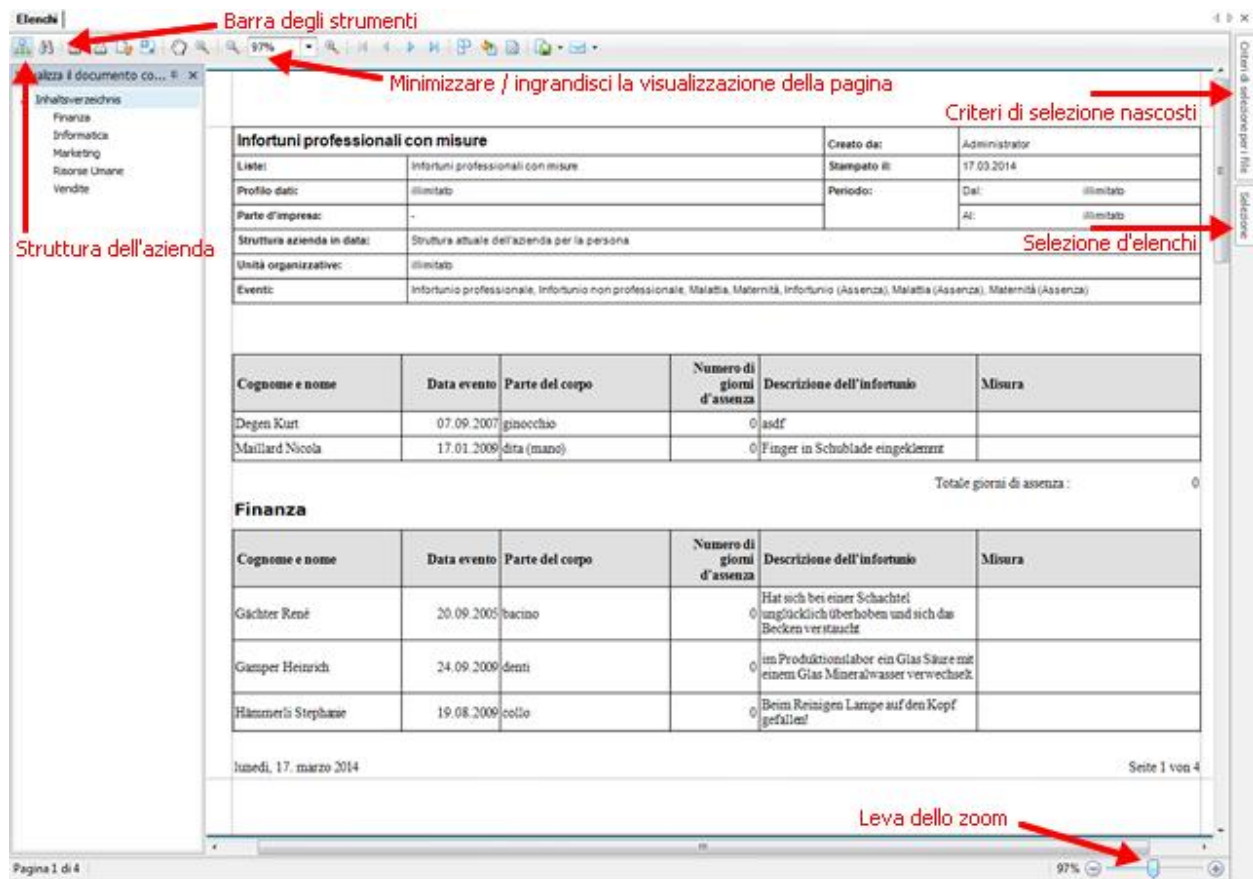 Elenchi
Barra degli strumenti
97%
Minimizzare / ingrandisci la visualizzazione della pagina
il documento co...
Inhaltsverzeichnis
Finanza
Informatica
Marketing
Risorse Umane
Vendite
Struttura dell'azienda
Criteri di selezione nascosti
Criteri di selezione per i file
Selezione d'elenchi
Selezione
Infortuni professionali con misure
Creato da: Administrator
Liste: Infortuni professionali con misure Stampato il: 17.03.2014
Profilo dati: illimitato Periodo: Dal: illimitato
Parte d'impresa: - Al: illimitato
Struttura azienda in data: Struttura attuale dell'azienda per la persona
Unità organizzative: illimitato
Eventi: Infortunio professionale, Infortunio non professionale, Malattia, Maternità, Infortunio (Assenza), Malattia (Assenza), Maternità (Assenza)
Cognome e nome Data evento Parte del corpo Numero di giorni d'assenza Descrizione dell'infortunio Misura
Degen Kurt 07.09.2007 ginocchio 0 asdf
Maillard Nicola 17.01.2009 dita (mano) 0 Finger in Schublade eingeklemmt
Totale giorni di assenza : 0
Finanza
Cognome e nome Data evento Parte del corpo Numero di giorni d'assenza Descrizione dell'infortunio Misura
Gächter René 20.09.2005 bacino 0 Hat sich bei einer Schachtel unglücklich überhoben und sich das Becken verstaucht
Gamper Heinrich 24.09.2009 denti 0 im Produktionslabor ein Glas Säure mit einem Glas Mineralwasser verwechselt.
Hämmerli Stephanie 19.08.2009 collo 0 Beim Reinigen Lampe auf den Kopf gefallen!
lunedì, 17. marzo 2014 Seite 1 von 4
Leva dello zoom
Pagina 1 di 4
97%